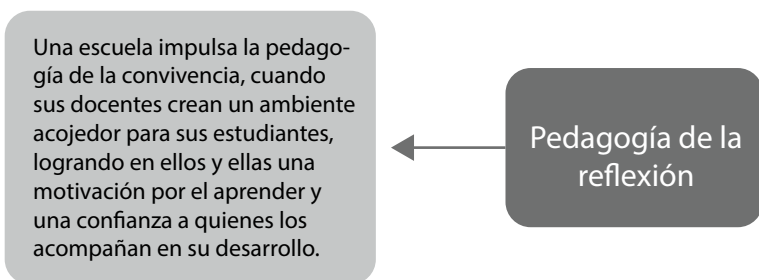 Una escuela impulsa la pedago-
gía de la convivencia, cuando
sus docentes crean un ambiente
acojedor para sus estudiantes,
logrando en ellos y ellas una
motivación por el aprender y
una confianza a quienes los
acompañan en su desarrollo.
Pedagogía de la
reflexión